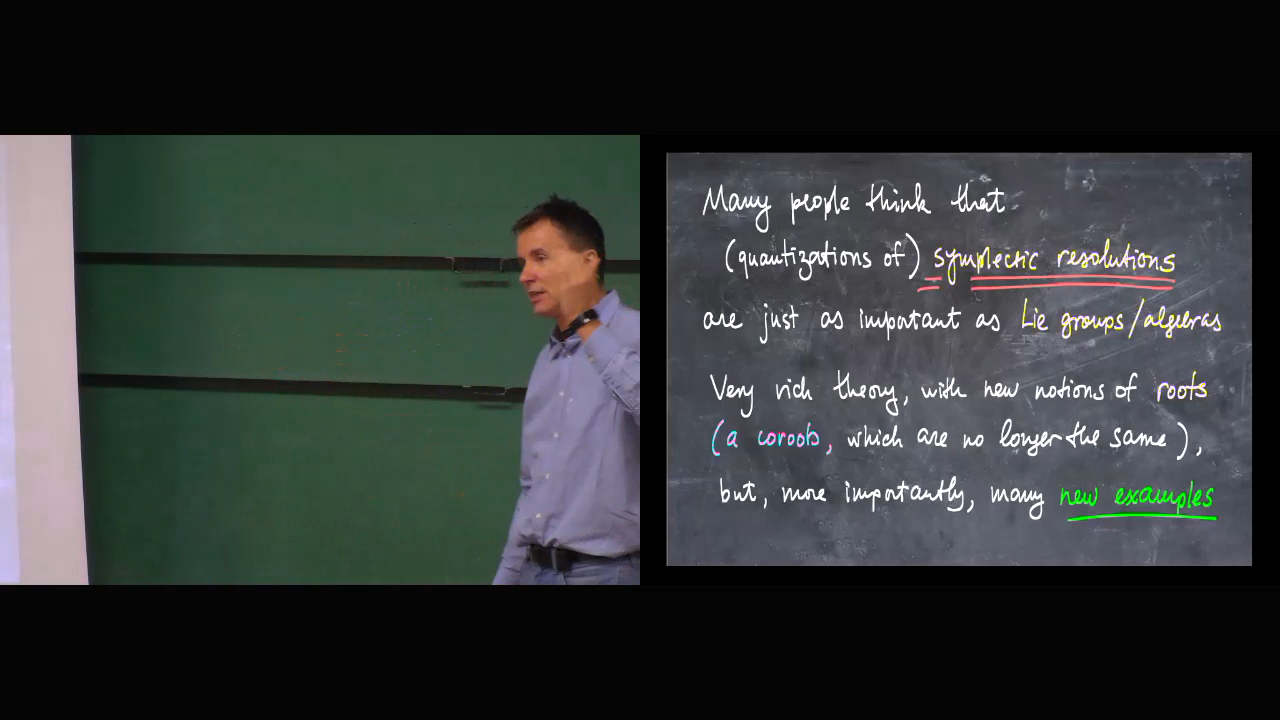 Many people think that
(quantizations of) symplectic resolutions
are just as important as Lie groups/algebras
Very rich theory, with new notions of roots
(a coroots, which are no longer the same),
but, more importantly, many new examples